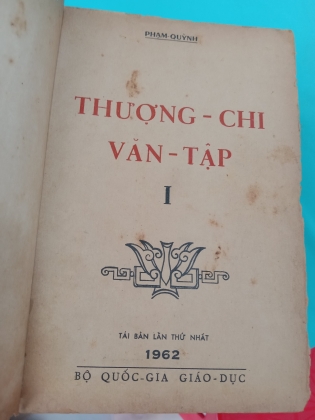 PHẠM-QUỲNH
THƯỢNG - CHI
VĂN - TẬP
I
TÁI BẢN LẦN THỨ NHẤT
1962
BỘ QUỐC-GIA GIÁO-DỤC